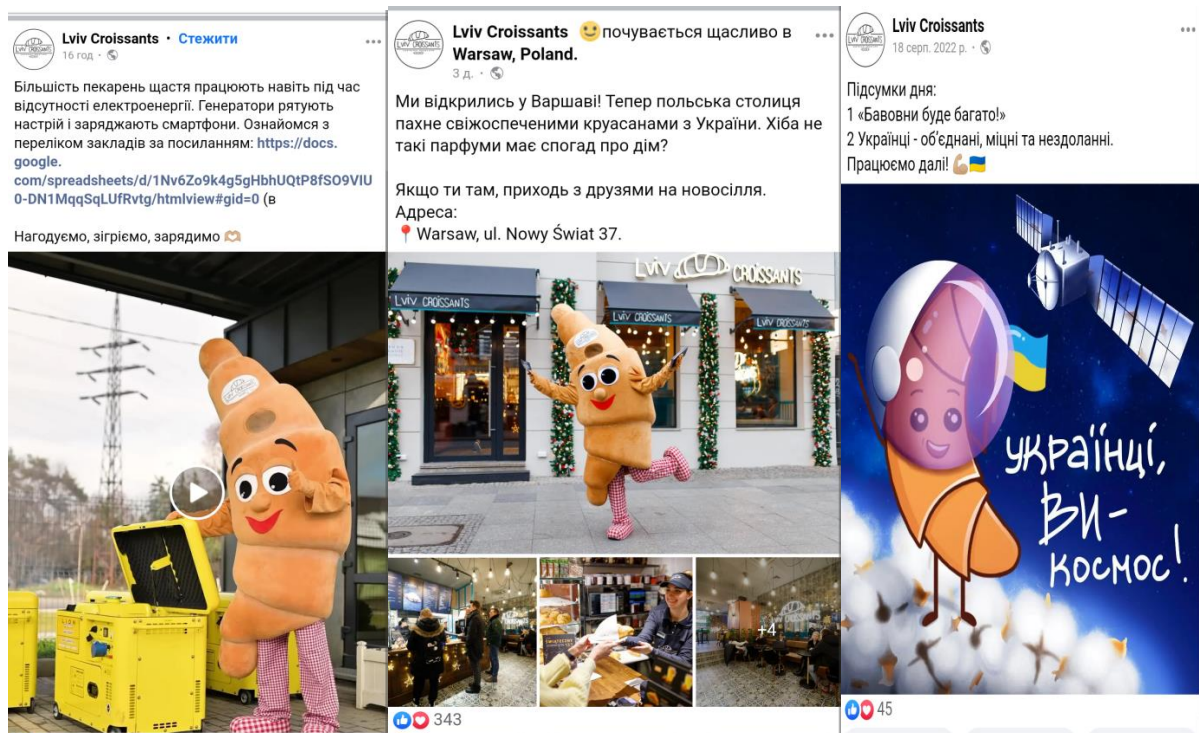 Lviv Croissants • Стежити
16 год ·
Більшість пекарень щастя працюють навіть під час
відсутності електроенергії. Генератори рятують
настрій і заряджають смартфони. Ознайомся з
переліком закладів за посиланням: https://docs.
google.
com/spreadsheets/d/1Nv6Zo9k4g5gHbhUQtP8fSO9VIU
0-DN1MqqSqLUfRvtg/htmlview#gid=0 (в
Нагодуємо, зігріємо, зарядимо
Lviv Croissants почувається щасливо в
Warsaw, Poland.
3 д. ·
Ми відкрились у Варшаві! Тепер польська столиця
пахне свіжоспеченими круасанами з України. Хіба не
такі парфуми має спогад про дім?
Якщо ти там, приходь з друзями на новосілля.
Адреса:
Warsaw, ul. Nowy Świat 37.
LVIV CROISSANTS
LVIV CROISSANTS
LVIV CROISSANTS
LVIV CROISSANTS
+4
343
Lviv Croissants
18 серп. 2022 р. ·
Підсумки дня:
1 «Бавовни буде багато!»
2 Українці - об'єднані, міцні та нездоланні.
Працюємо далі!
українці,
ви -
космос!
45